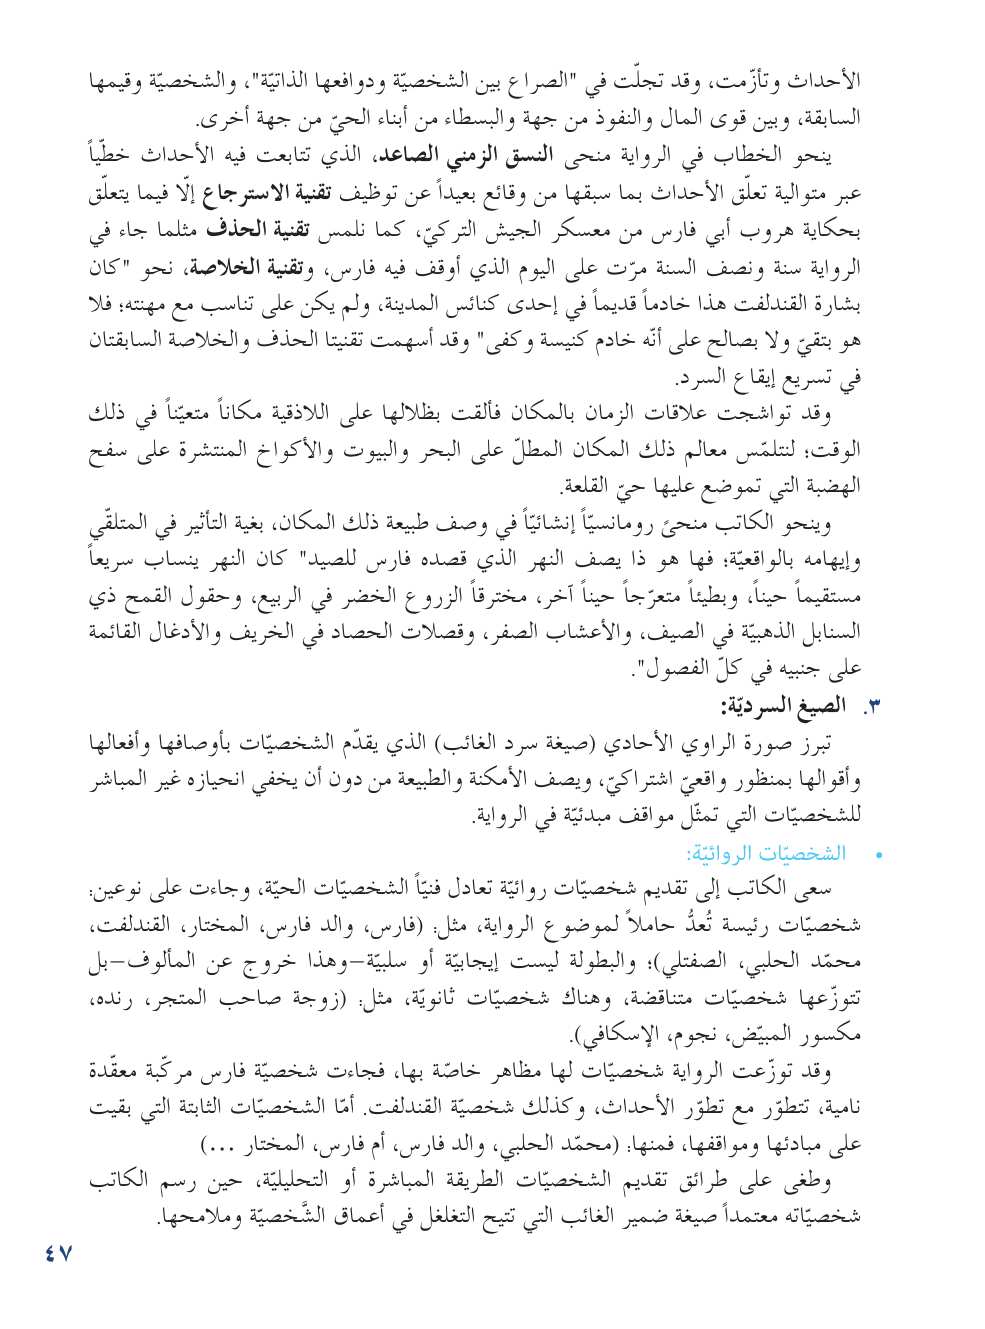 الأحداث وتأزّمت، وقد تجلّت في "الصراع بين الشخصيّة ودوافعها الذاتيّة"، والشخصيّة وقيمها
السابقة، وبين قوى المال والنفوذ من جهة والبسطاء من أبناء الحيّ من جهة أخرى.
ينحو الخطاب في الرواية منحى النسق الزمني الصاعد، الذي تتابعت فيه الأحداث خطّياً
عبر متوالية تعلّق الأحداث بما سبقها من وقائع بعيداً عن توظيف تقنية الاسترجاع إلّا فيما يتعلّق
بحكاية هروب أبي فارس من معسكر الجيش التركيّ، كما نلمس تقنية الحذف مثلما جاء في
الرواية سنة ونصف السنة مرّت على اليوم الذي أوقف فيه فارس، وتقنية الخلاصة، نحو "كان
بشارة القندلفت هذا خادماً قديماً في إحدى كنائس المدينة، ولم يكن على تناسب مع مهنته؛ فلا
هو بتقيّ ولا بصالح على أنّه خادم كنيسة وكفى" وقد أسهمت تقنيتا الحذف والخلاصة السابقتان
في تسريع إيقاع السرد.
وقد تواشجت علاقات الزمان بالمكان فألقت بظلالها على اللاذقية مكاناً متعيّناً في ذلك
الوقت؛ لنتلمّس معالم ذلك المكان المطلّ على البحر والبيوت والأكواخ المنتشرة على سفح
الهضبة التي تموضع عليها حيّ القلعة.
وينحو الكاتب منحىً رومانسيّاً إنشائيّاً في وصف طبيعة ذلك المكان، بغية التأثير في المتلقّي
وإيهامه بالواقعيّة؛ فها هو ذا يصف النهر الذي قصده فارس للصيد" كان النهر ينساب سريعاً
مستقيماً حيناً، وبطيئاً متعرّجاً حيناً آخر، مخترقاً الزروع الخضر في الربيع، وحقول القمح ذي
السنابل الذهبيّة في الصيف، والأعشاب الصفر، وقصلات الحصاد في الخريف والأدغال القائمة
على جنبيه في كلّ الفصول".
٣. الصيغ السرديّة:
تبرز صورة الراوي الأحادي (صيغة سرد الغائب) الذي يقدّم الشخصيّات بأوصافها وأفعالها
وأقوالها بمنظور واقعيّ اشتراكيّ، ويصف الأمكنة والطبيعة من دون أن يخفي انحيازه غير المباشر
للشخصيّات التي تمثّل مواقف مبدئيّة في الرواية.
• الشخصيّات الروائيّة:
سعى الكاتب إلى تقديم شخصيّات روائيّة تعادل فنيّاً الشخصيّات الحيّة، وجاءت على نوعين:
شخصيّات رئيسة تُعدُّ حاملاً لموضوع الرواية، مثل: (فارس، والد فارس، المختار، القندلفت،
محمّد الحلبي، الصفتلي)؛ والبطولة ليست إيجابيّة أو سلبيّة–وهذا خروج عن المألوف–بل
تتوزّعها شخصيّات متناقضة، وهناك شخصيّات ثانويّة، مثل: (زوجة صاحب المتجر، رنده،
مكسور المبيّض، نجوم، الإسكافي).
وقد توزّعت الرواية شخصيّات لها مظاهر خاصّة بها، فجاءت شخصيّة فارس مركّبة معقّدة
نامية، تتطوّر مع تطوّر الأحداث، وكذلك شخصيّة القندلفت. أمّا الشخصيّات الثابتة التي بقيت
على مبادئها ومواقفها، فمنها: (محمّد الحلبي، والد فارس، أم فارس، المختار ...)
وطغى على طرائق تقديم الشخصيّات الطريقة المباشرة أو التحليليّة، حين رسم الكاتب
شخصيّاته معتمداً صيغة ضمير الغائب التي تتيح التغلغل في أعماق الشَّخصيّة وملامحها.
٤٧